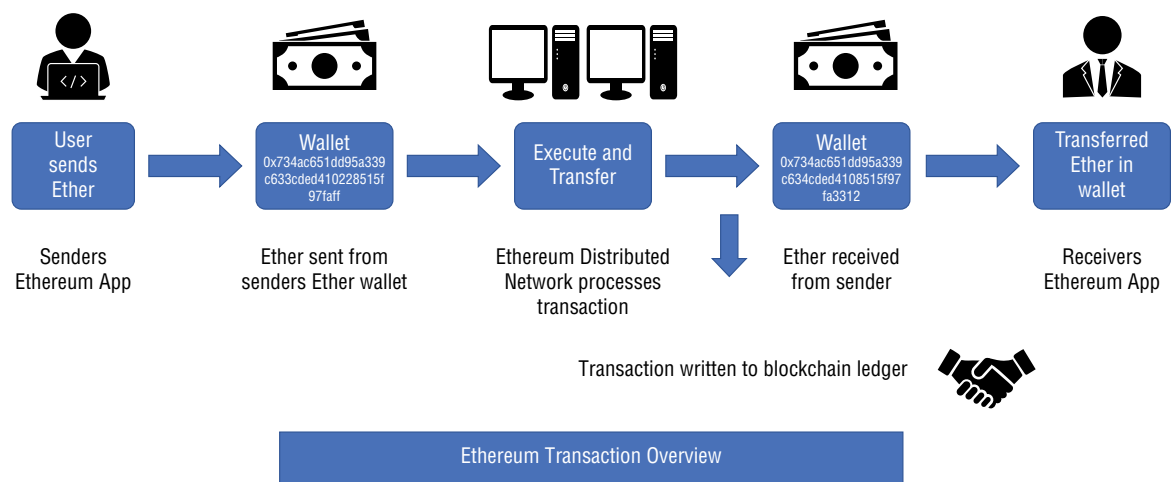 </>
User
sends
Ether
Wallet
0x734ac651dd95a339
c633cded410228515f
97faff
Execute and
Transfer
Wallet
0x734ac651dd95a339
c634cded4108515f97
fa3312
Transferred
Ether in
wallet
Senders
Ethereum App
Ether sent from
senders Ether wallet
Ethereum Distributed
Network processes
transaction
Ether received
from sender
Receivers
Ethereum App
Transaction written to blockchain ledger
Ethereum Transaction Overview